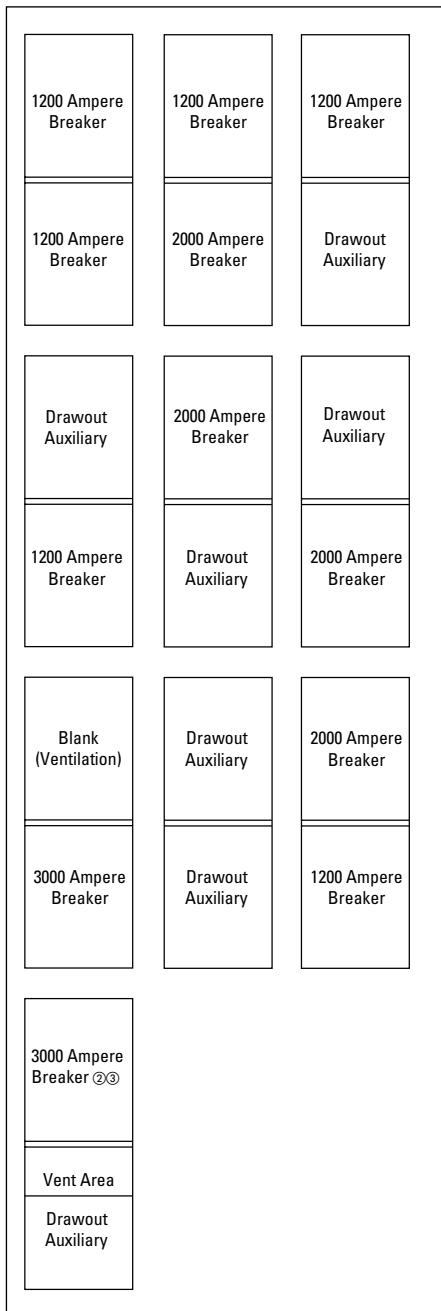 1200 Ampere
Breaker
1200 Ampere
Breaker
1200 Ampere
Breaker
1200 Ampere
Breaker
2000 Ampere
Breaker
Drawout
Auxiliary
Drawout
Auxiliary
2000 Ampere
Breaker
Drawout
Auxiliary
1200 Ampere
Breaker
Drawout
Auxiliary
2000 Ampere
Breaker
Blank
(Ventilation)
Drawout
Auxiliary
2000 Ampere
Breaker
3000 Ampere
Breaker
Drawout
Auxiliary
1200 Ampere
Breaker
3000 Ampere
Breaker ②③
Vent Area
Drawout
Auxiliary